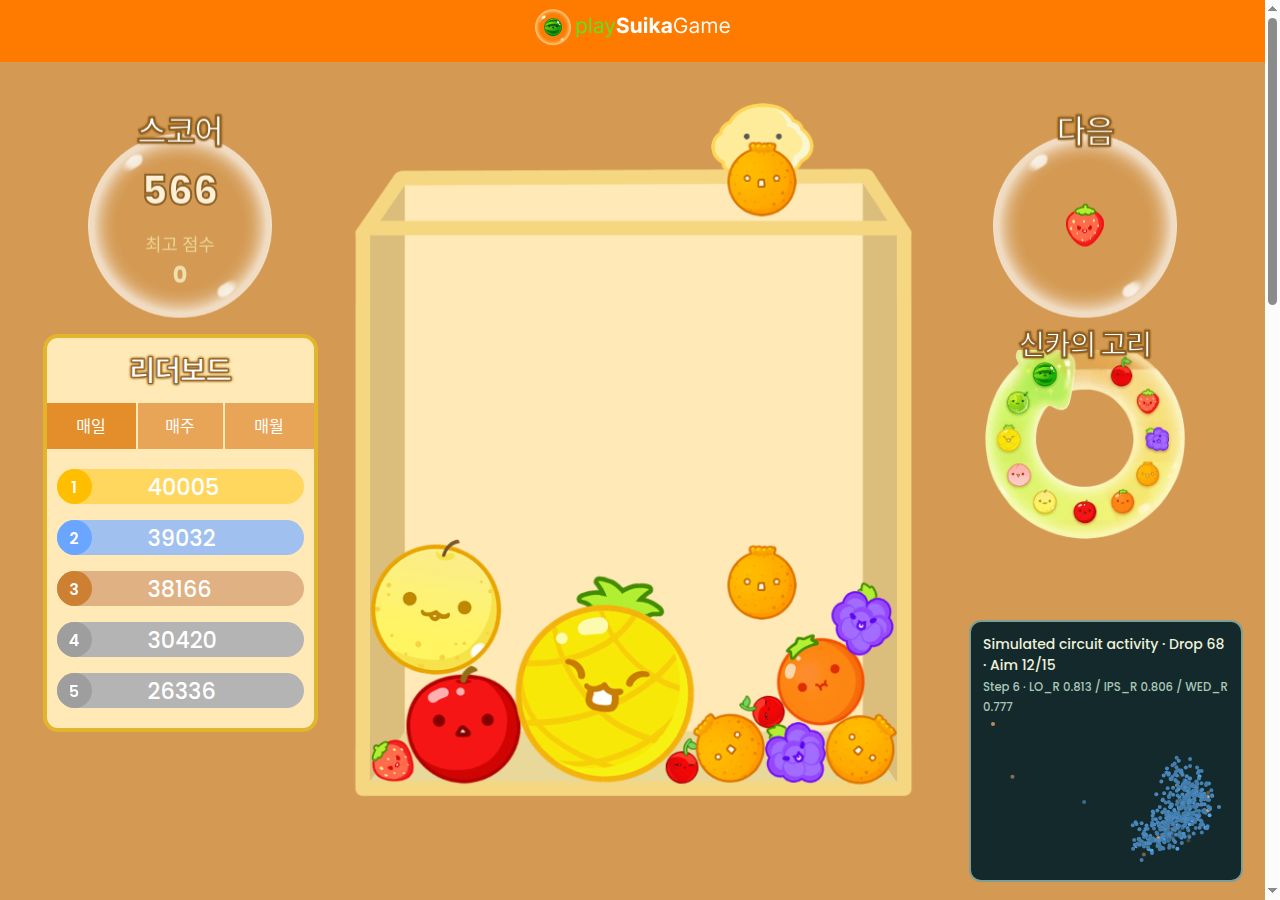 playSuikaGame
스코어
566
최고 점수
0
다음
신카의 고리
리더보드
매일 매주 매월
1 40005
2 39032
3 38166
4 30420
5 26336
Simulated circuit activity · Drop 68
· Aim 12/15
Step 6 · LO_R 0.813 / IPS_R 0.806 / WED_R
0.777